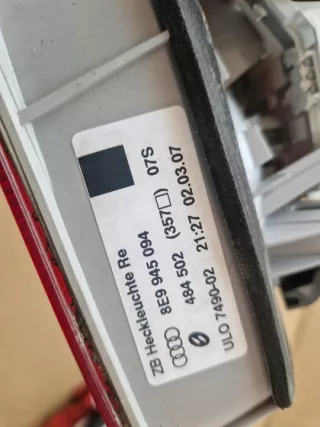 ZB Heckleuchte Re
8E9 945 094
484 502 (357□) 07S
ULO 7490-02 21:27 02.03.07